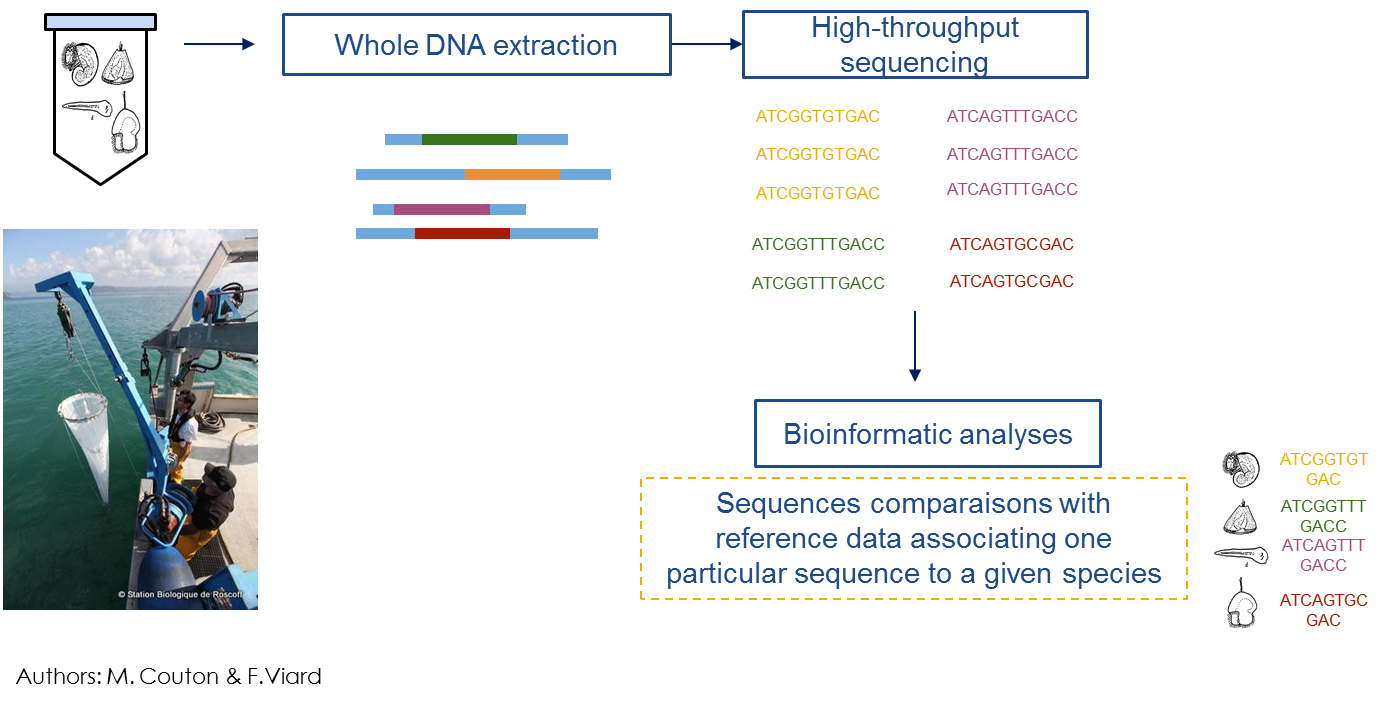 Whole DNA extraction
High-throughput
sequencing
ATCGGTGTGAC
ATCAGTTTGACC
ATCGGTGTGAC
ATCAGTTTGACC
ATCGGTGTGAC
ATCAGTTTGACC
ATCGGTTTGACC
ATCAGTGCGAC
ATCGGTTTGACC
ATCAGTGCGAC
Bioinformatic analyses
Sequences comparaisons with
reference data associating one
particular sequence to a given species
ATCGGTGT
GAC
ATCGGTTT
GACC
ATCAGTTT
GACC
ATCAGTGC
GAC
© Station Biologique de Roscoff
Authors: M. Couton & F.Viard